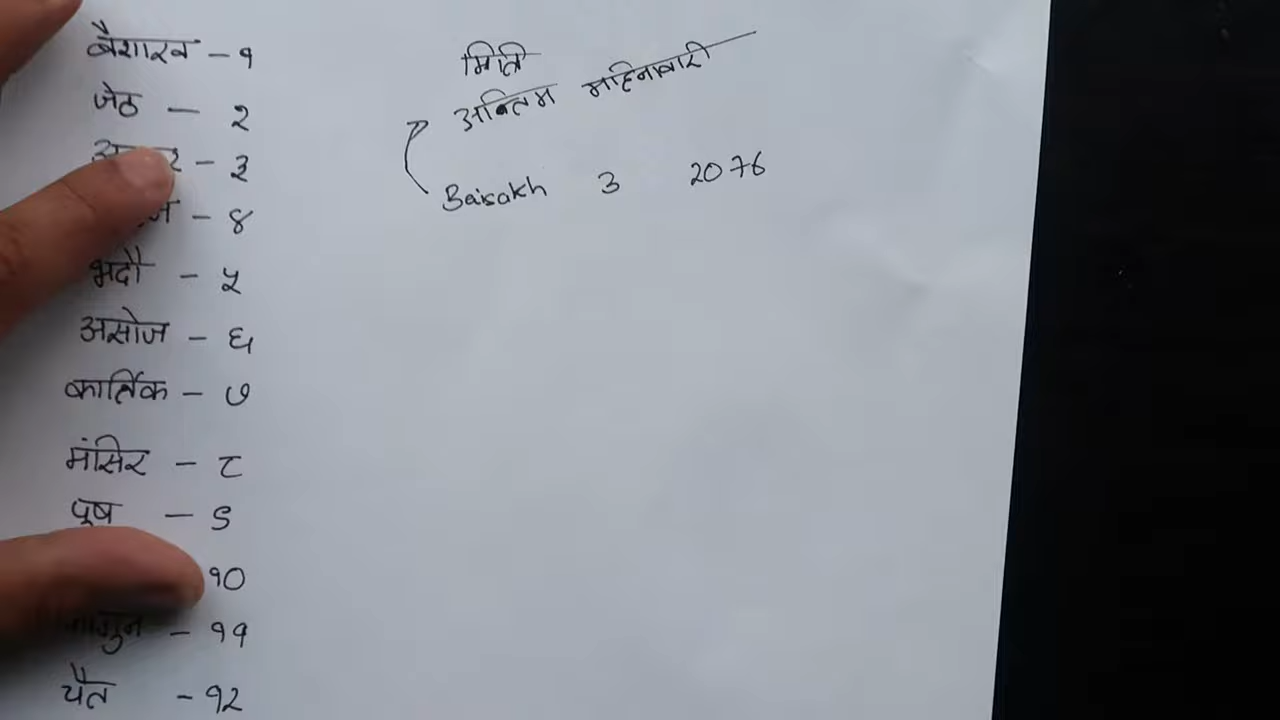 बैशाख - १
जेठ - २
- ३
- ४
भदौ - ५
असोज - ६
कार्तिक - ७
मंसिर - ८
पूष - ९
१०
- ११
चैत - १२
मिति
अन्तिम महिनावारी
Baisakh 3 2076